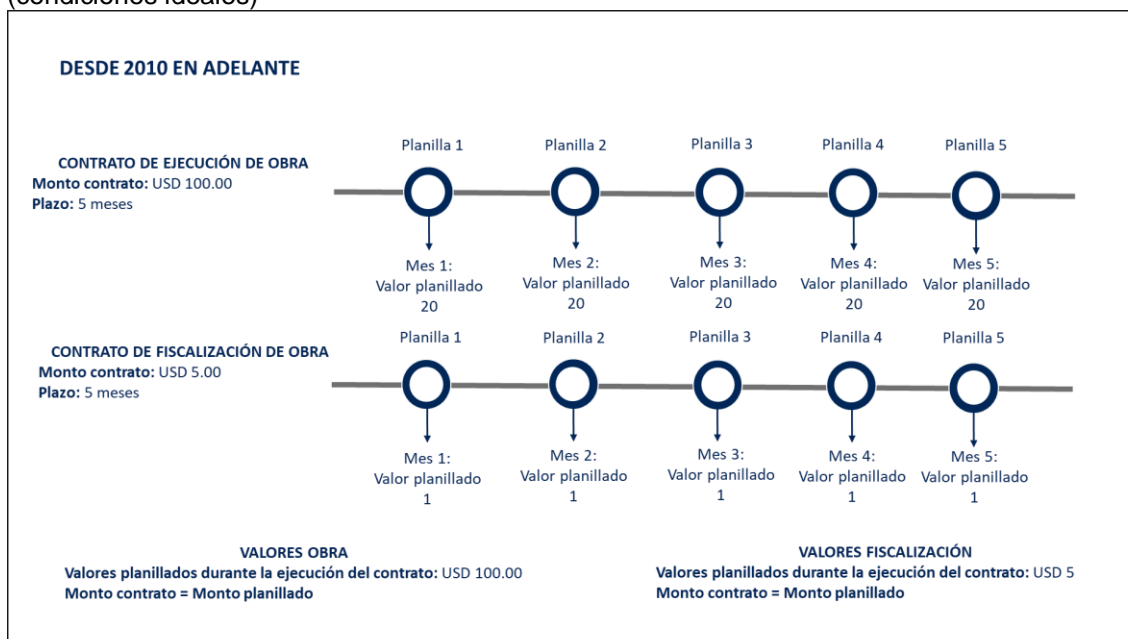 (condiciones ideales)
DESDE 2010 EN ADELANTE
CONTRATO DE EJECUCIÓN DE OBRA
Monto contrato: USD 100.00
Plazo: 5 meses
Planilla 1
Planilla 2
Planilla 3
Planilla 4
Planilla 5
Mes 1:
Valor planillado
20
Mes 2:
Valor planillado
20
Mes 3:
Valor planillado
20
Mes 4:
Valor planillado
20
Mes 5:
Valor planillado
20
CONTRATO DE FISCALIZACIÓN DE OBRA
Monto contrato: USD 5.00
Plazo: 5 meses
Planilla 1
Planilla 2
Planilla 3
Planilla 4
Planilla 5
Mes 1:
Valor planillado
1
Mes 2:
Valor planillado
1
Mes 3:
Valor planillado
1
Mes 4:
Valor planillado
1
Mes 5:
Valor planillado
1
VALORES OBRA
Valores planillados durante la ejecución del contrato: USD 100.00
Monto contrato = Monto planillado
VALORES FISCALIZACIÓN
Valores planillados durante la ejecución del contrato: USD 5
Monto contrato = Monto planillado